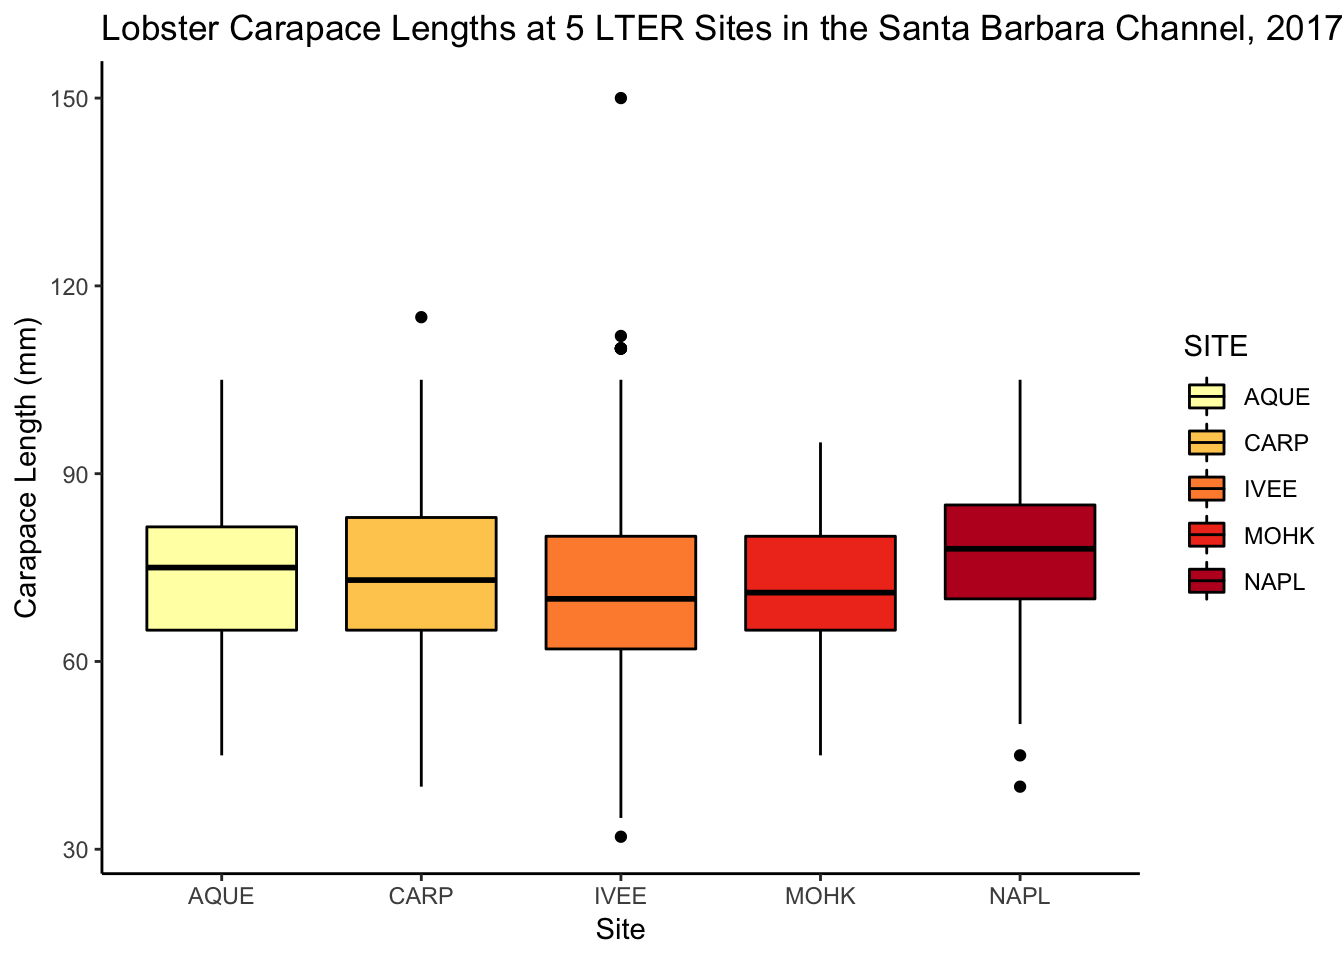 Lobster Carapace Lengths at 5 LTER Sites in the Santa Barbara Channel, 2017
Carapace Length (mm)
150
120
90
60
30
AQUE
CARP
IVEE
MOHK
NAPL
Site
SITE
AQUE
CARP
IVEE
MOHK
NAPL